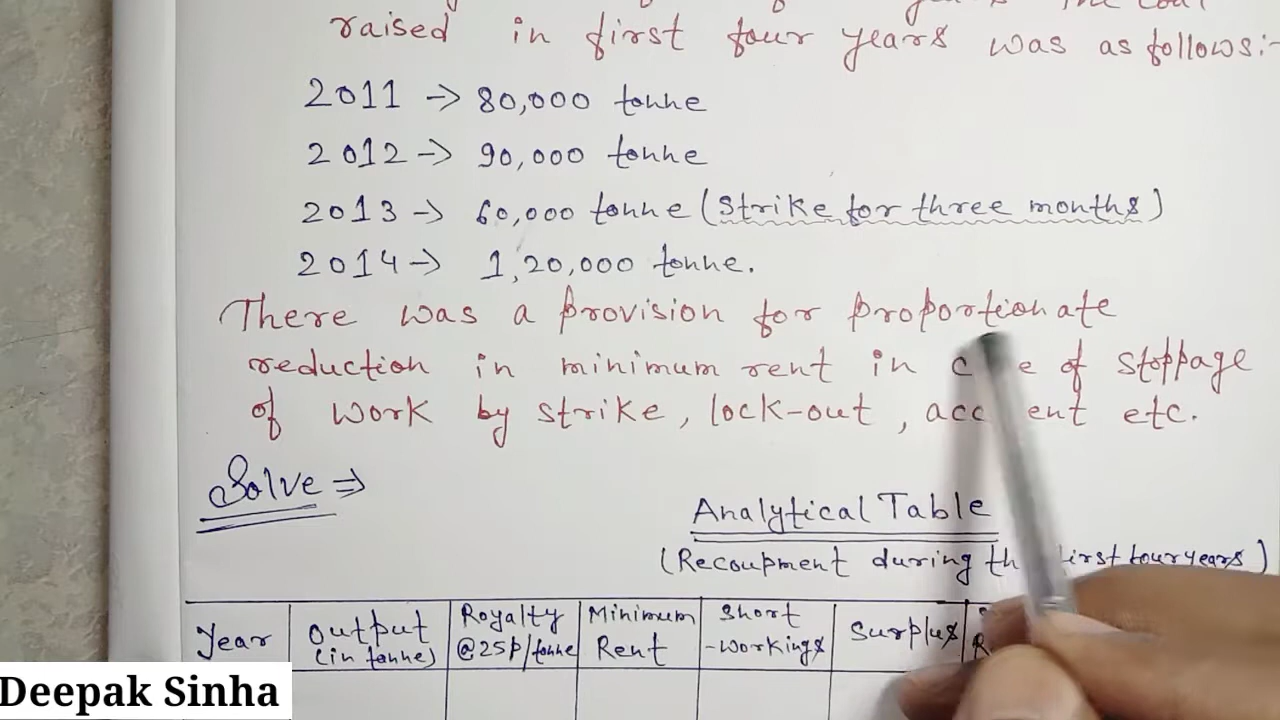 raised in first four years was as follows:-
2011 → 80,000 tonne
2012 → 90,000 tonne
2013 → 60,000 tonne (strike for three months)
2014 → 1,20,000 tonne.
There was a provision for proportionate
reduction in minimum rent in of stoppage
of work by strike, lock-out, etc.
Solve ⇒
Analytical Table
(Recoupment during first four years)
Year Output (in tonne) Royalty @25p/tonne Minimum Rent Short-workings Surplus
Deepak Sinha